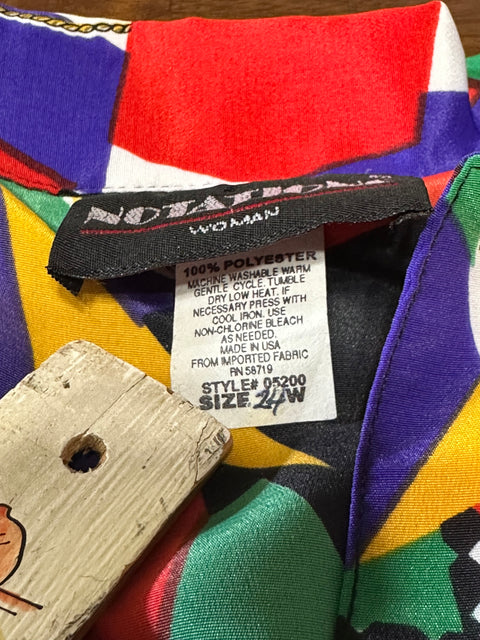 NOTATIONS
WOMAN
100% POLYESTER
MACHINE WASHABLE WARM
GENTLE CYCLE. TUMBLE
DRY LOW HEAT. IF
NECESSARY PRESS WITH
COOL IRON. USE
NON-CHLORINE BLEACH
AS NEEDED.
MADE IN USA
FROM IMPORTED FABRIC
RN 58719
STYLE# 05200
SIZE 24W